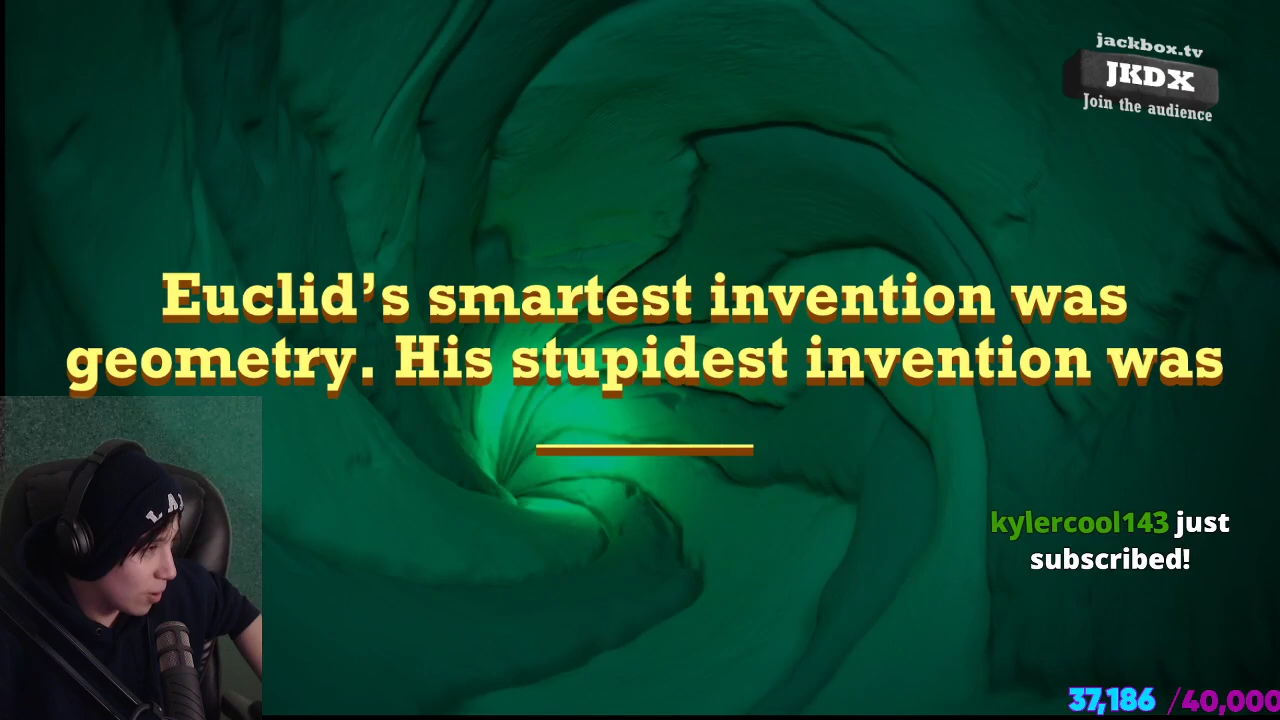 jackbox.tv
JKDX
Join the audience
Euclid's smartest invention was
geometry. His stupidest invention was
LA
kylercool143 just
subscribed!
37,186 /40,000